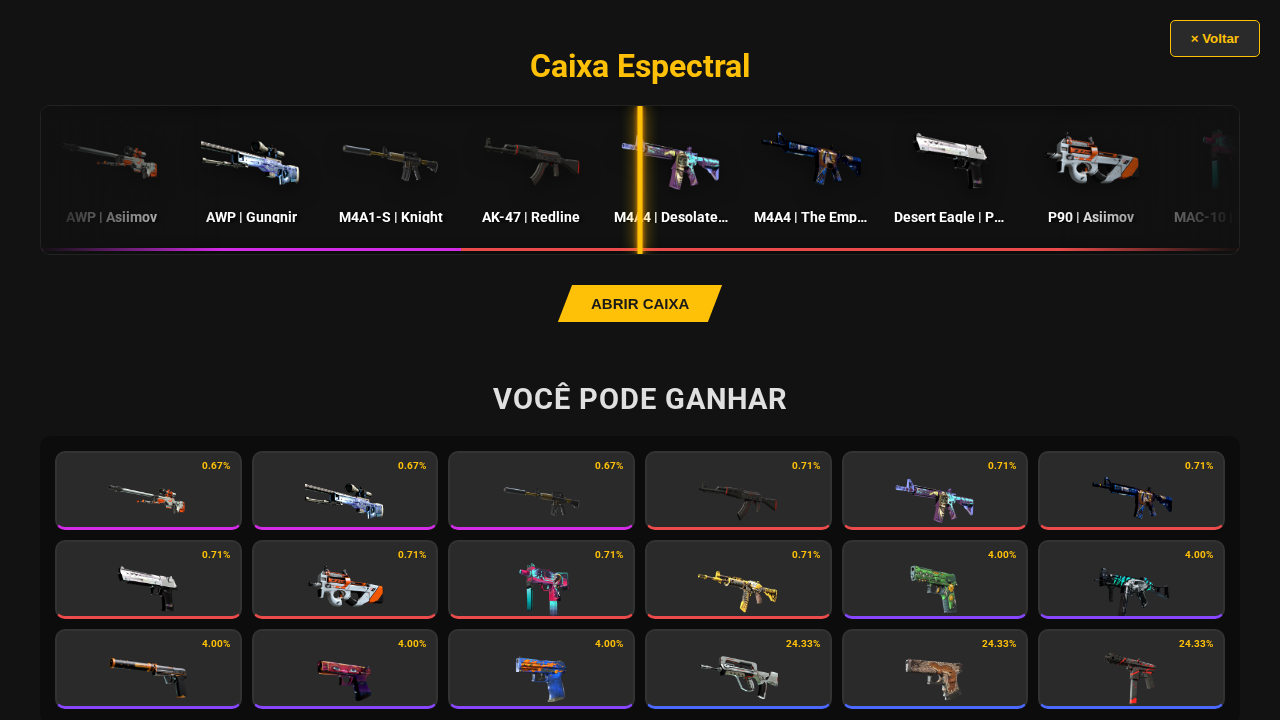 × Voltar
Caixa Espectral
AWP | Asiimov
AWP | Gungnir
M4A1-S | Knight
AK-47 | Redline
M4A4 | Desolate...
M4A4 | The Emp...
Desert Eagle | P...
P90 | Asiimov
MAC-10 |
ABRIR CAIXA
VOCÊ PODE GANHAR
0.67%
0.67%
0.67%
0.71%
0.71%
0.71%
0.71%
0.71%
0.71%
0.71%
4.00%
4.00%
4.00%
4.00%
4.00%
24.33%
24.33%
24.33%